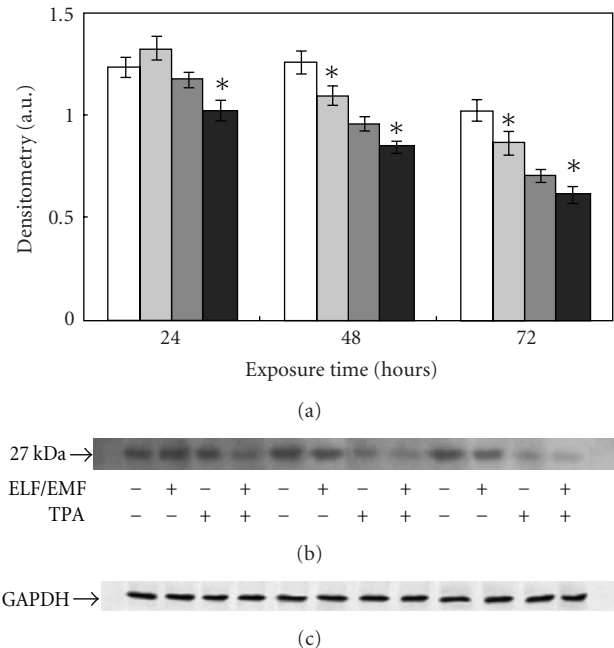 1.5
1
0.5
0
Densitometry (a.u.)
* * * * *
24 48 72
Exposure time (hours)
(a)
27 kDa →
ELF/EMF − + − + − + − + − + − +
TPA − − + + − − + + − − + +
(b)
GAPDH →
(c)